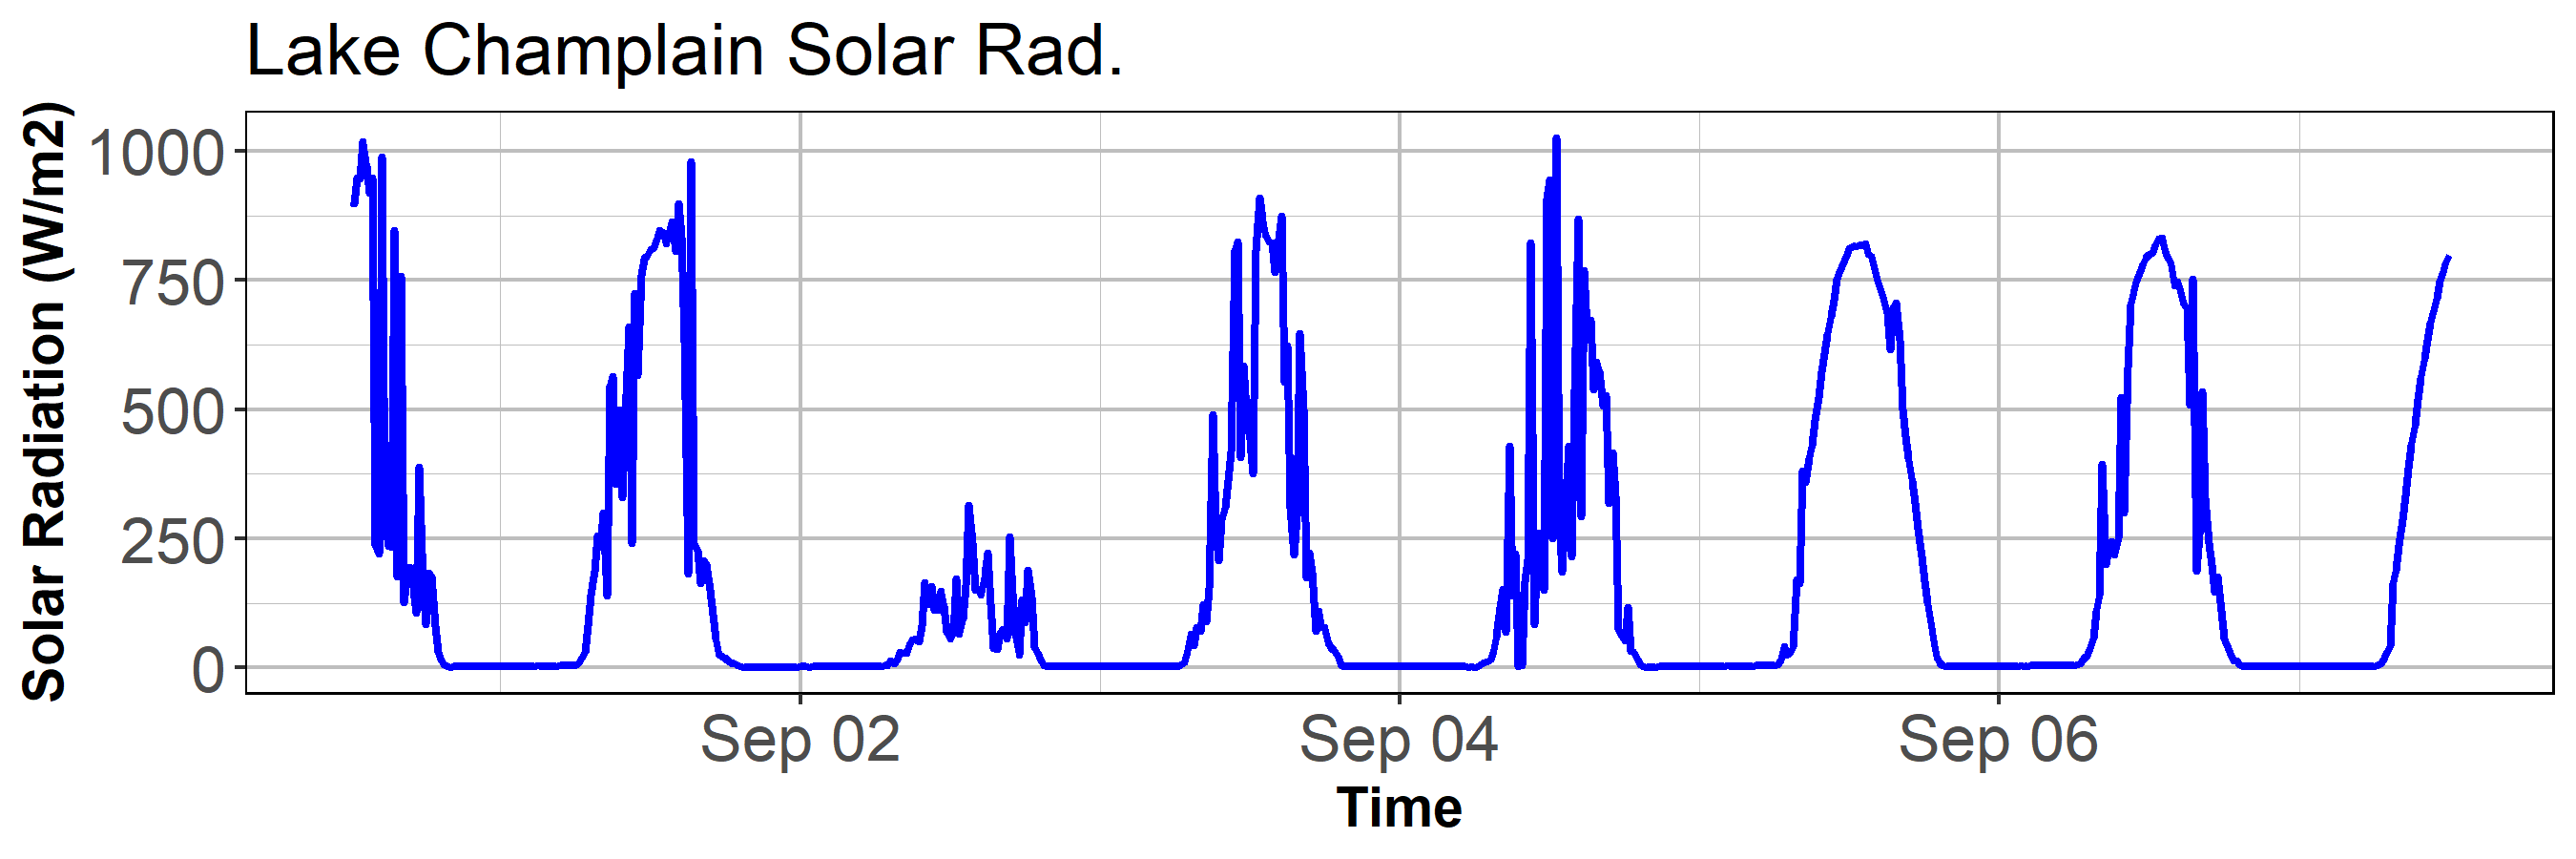 Lake Champlain Solar Rad.
Solar Radiation (W/m2)
1000
750
500
250
0
Sep 02
Sep 04
Sep 06
Time